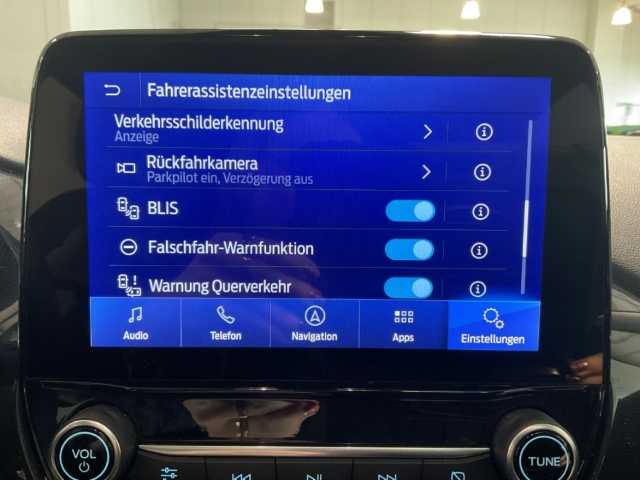 Fahrerassistenzeinstellungen
Verkehrsschilderkennung
Anzeige
Rückfahrkamera
Parkpilot ein, Verzögerung aus
BLIS
Falschfahr-Warnfunktion
Warnung Querverkehr
Audio
Telefon
Navigation
Apps
Einstellungen
VOL
TUNE